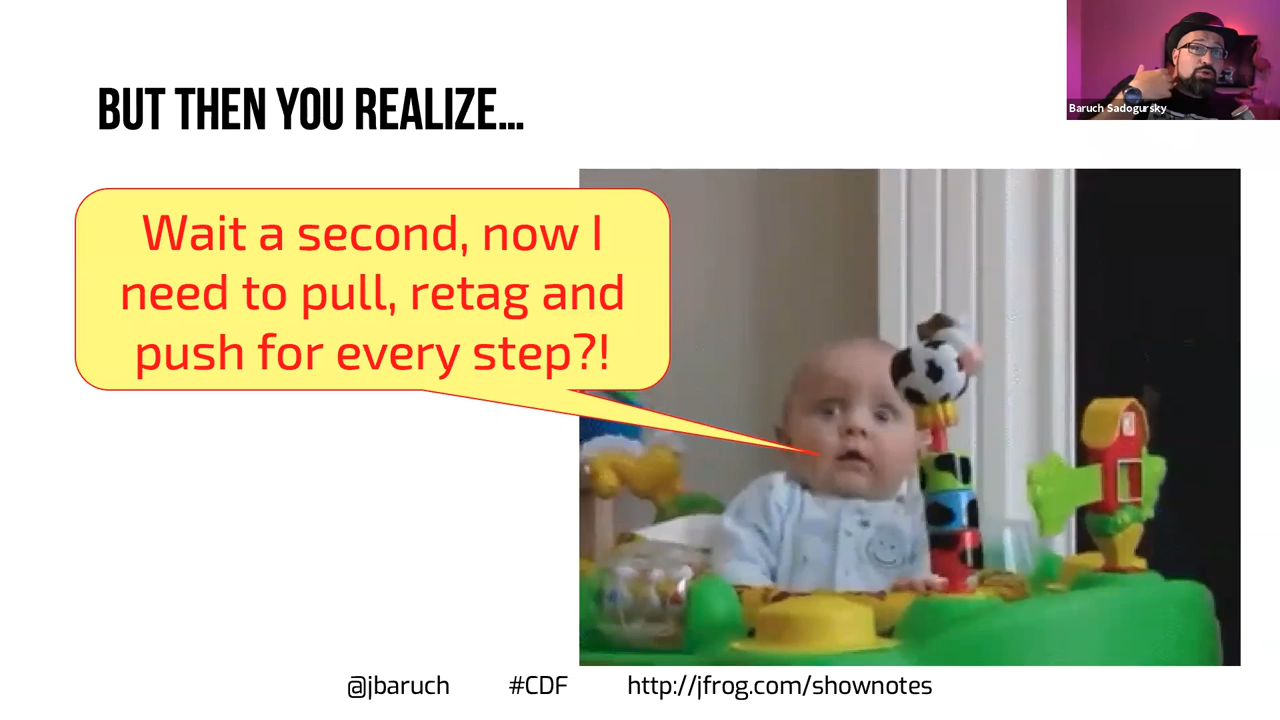 Baruch Sadogursky
BUT THEN YOU REALIZE...
Wait a second, now I
need to pull, retag and
push for every step?!
@jbaruch #CDF http://jfrog.com/shownotes